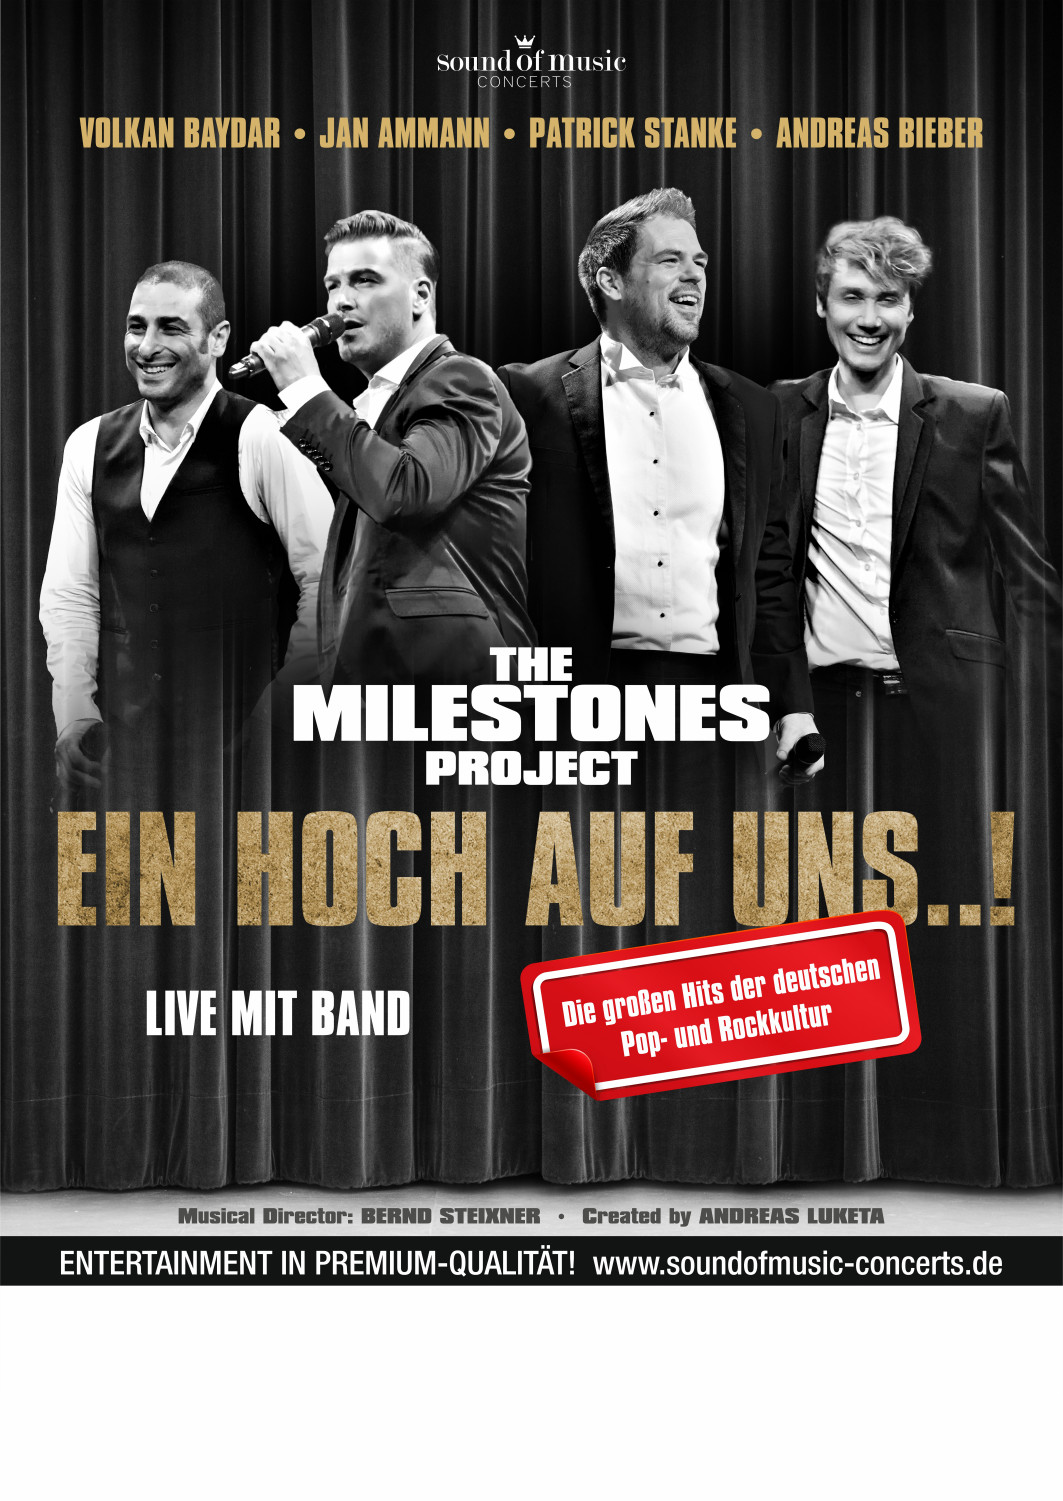 sound of music
CONCERTS
VOLKAN BAYDAR • JAN AMMANN • PATRICK STANKE • ANDREAS BIEBER
THE
MILESTONES
PROJECT
EIN HOCH AUF UNS..!
LIVE MIT BAND
Die großen Hits der deutschen
Pop- und Rockkultur
Musical Director: BERND STEIXNER • Created by ANDREAS LUKETA
ENTERTAINMENT IN PREMIUM-QUALITÄT! www.soundofmusic-concerts.de